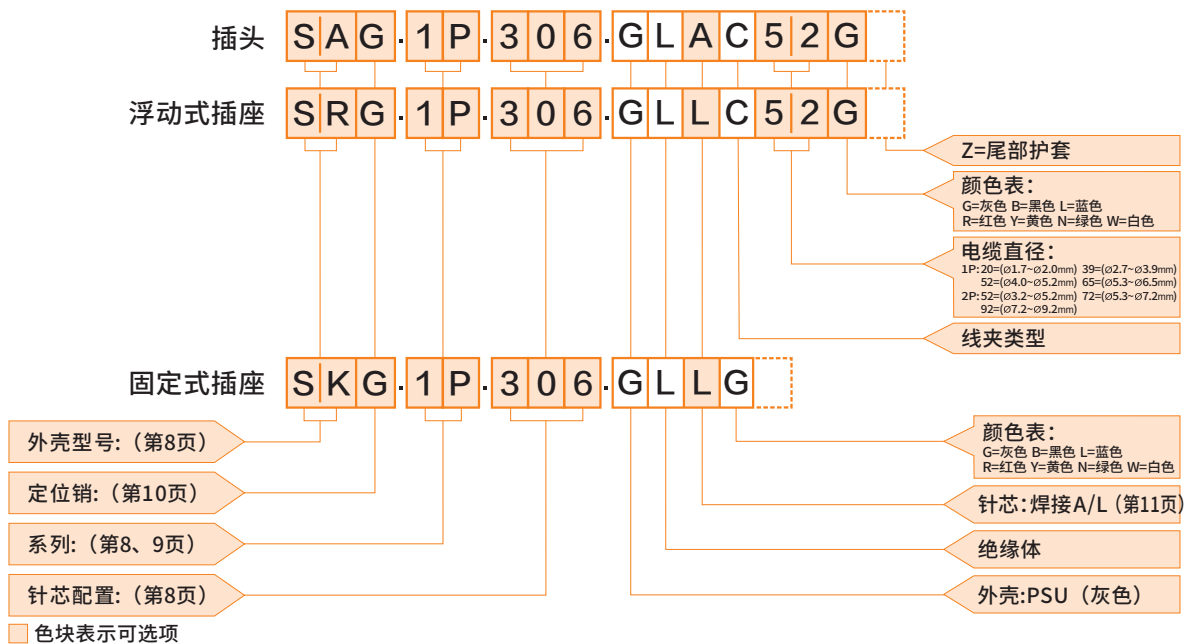 插头 SAG.1P.306.GLAC52G
浮动式插座 SRG.1P.306.GLLC52G
Z=尾部护套
颜色表：
G=灰色 B=黑色 L=蓝色
R=红色 Y=黄色 N=绿色 W=白色
电缆直径：
1P:20=(Ø1.7~Ø2.0mm) 39=(Ø2.7~Ø3.9mm)
52=(Ø4.0~Ø5.2mm) 65=(Ø5.3~Ø6.5mm)
2P:52=(Ø3.2~Ø5.2mm) 72=(Ø5.3~Ø7.2mm)
92=(Ø7.2~Ø9.2mm)
线夹类型
固定式插座 SKG.1P.306.GLLG
外壳型号:（第8页）
定位销:（第10页）
系列:（第8、9页）
针芯配置:（第8页）
颜色表：
G=灰色 B=黑色 L=蓝色
R=红色 Y=黄色 N=绿色 W=白色
针芯：焊接A/L（第11页）
绝缘体
外壳:PSU（灰色）
色块表示可选项